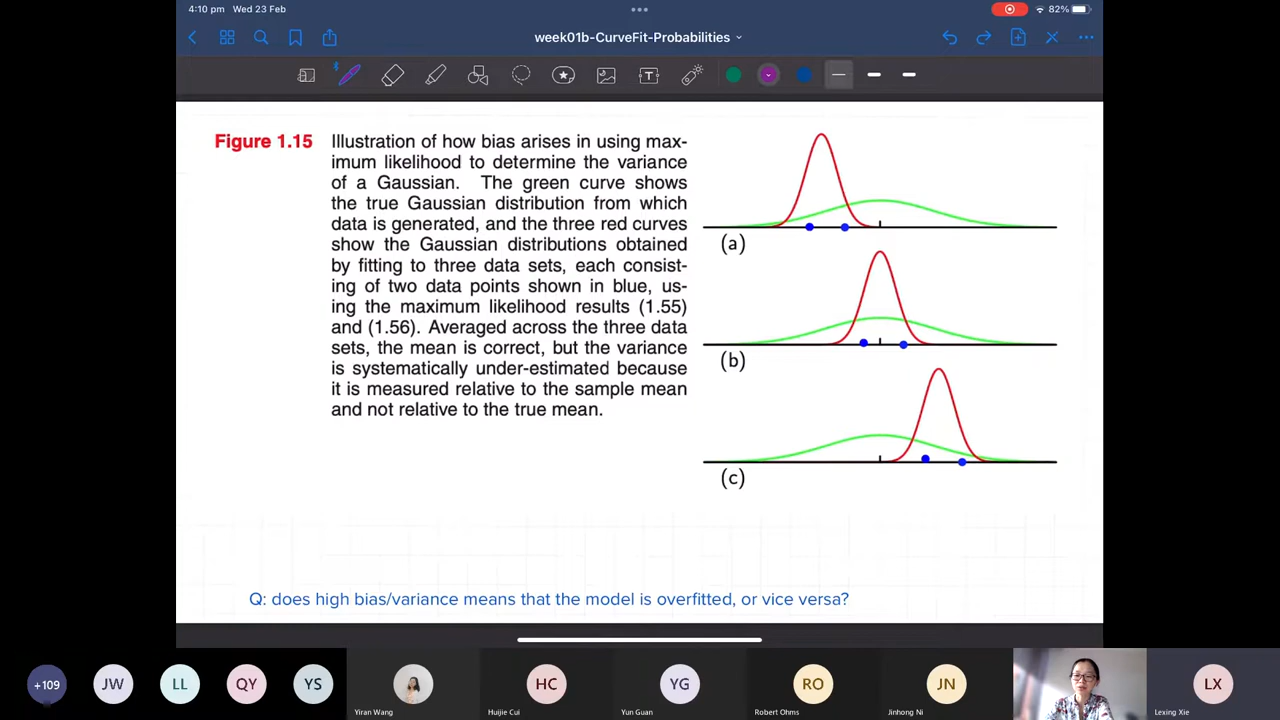 4:10 pm Wed 23 Feb
82%
week01b-CurveFit-Probabilities
T
Figure 1.15 Illustration of how bias arises in using max-
imum likelihood to determine the variance
of a Gaussian. The green curve shows
the true Gaussian distribution from which
data is generated, and the three red curves
show the Gaussian distributions obtained
by fitting to three data sets, each consist-
ing of two data points shown in blue, us-
ing the maximum likelihood results (1.55)
and (1.56). Averaged across the three data
sets, the mean is correct, but the variance
is systematically under-estimated because
it is measured relative to the sample mean
and not relative to the true mean.
(a)
(b)
(c)
Q: does high bias/variance means that the model is overfitted, or vice versa?
+109
JW
LL
QY
YS
HC
YG
RO
JN
LX
Yiran Wang
Huijie Cui
Yun Guan
Robert Ohms
Jinhong Ni
Lexing Xie